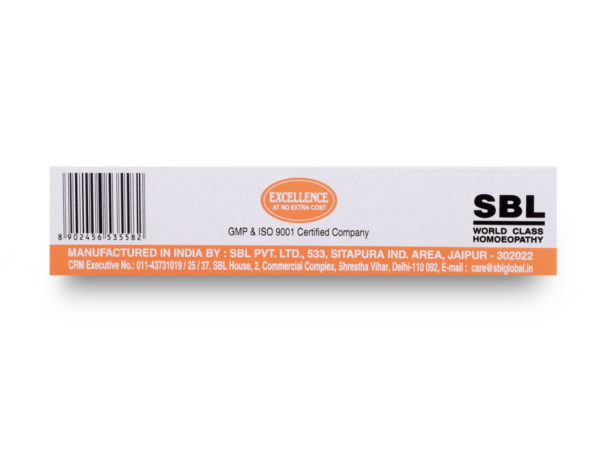 8 902456 535582
EXCELLENCE
AT NO EXTRA COST
GMP & ISO 9001 Certified Company
SBL
WORLD CLASS
HOMOEOPATHY
MANUFACTURED IN INDIA BY : SBL PVT. LTD., 533, SITAPURA IND. AREA, JAIPUR - 302022
CRM Executive No.: 011-43731019 / 25 / 37, SBL House, 2, Commercial Complex, Shrestha Vihar, Delhi-110 092, E-mail : care@sblglobal.in